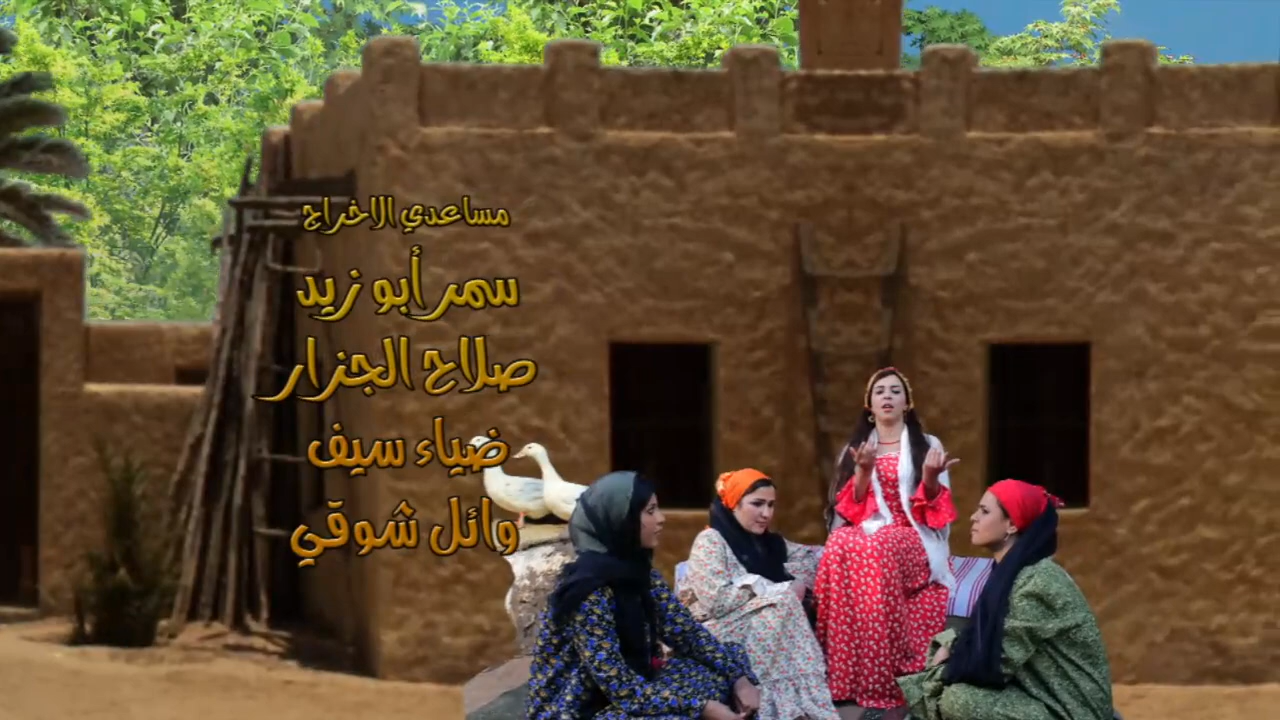 مساعدي الاخراج
سمر أبو زيد
صلاح الجزار
ضياء سيف
وائل شوقي